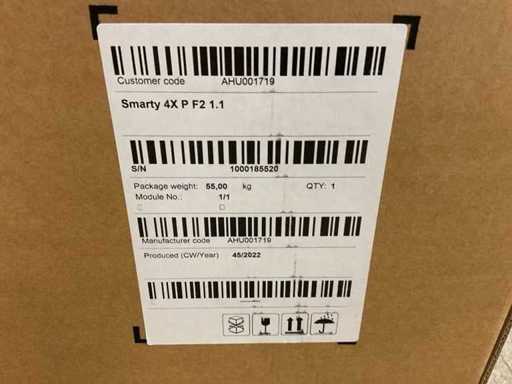 Customer code AHU001719
Smarty 4X P F2 1.1
S/N 1000185520
Package weight: 55,00 kg QTY: 1
Module No.: 1/1
Manufacturer code AHU001719
Produced (CW/Year) 45/2022